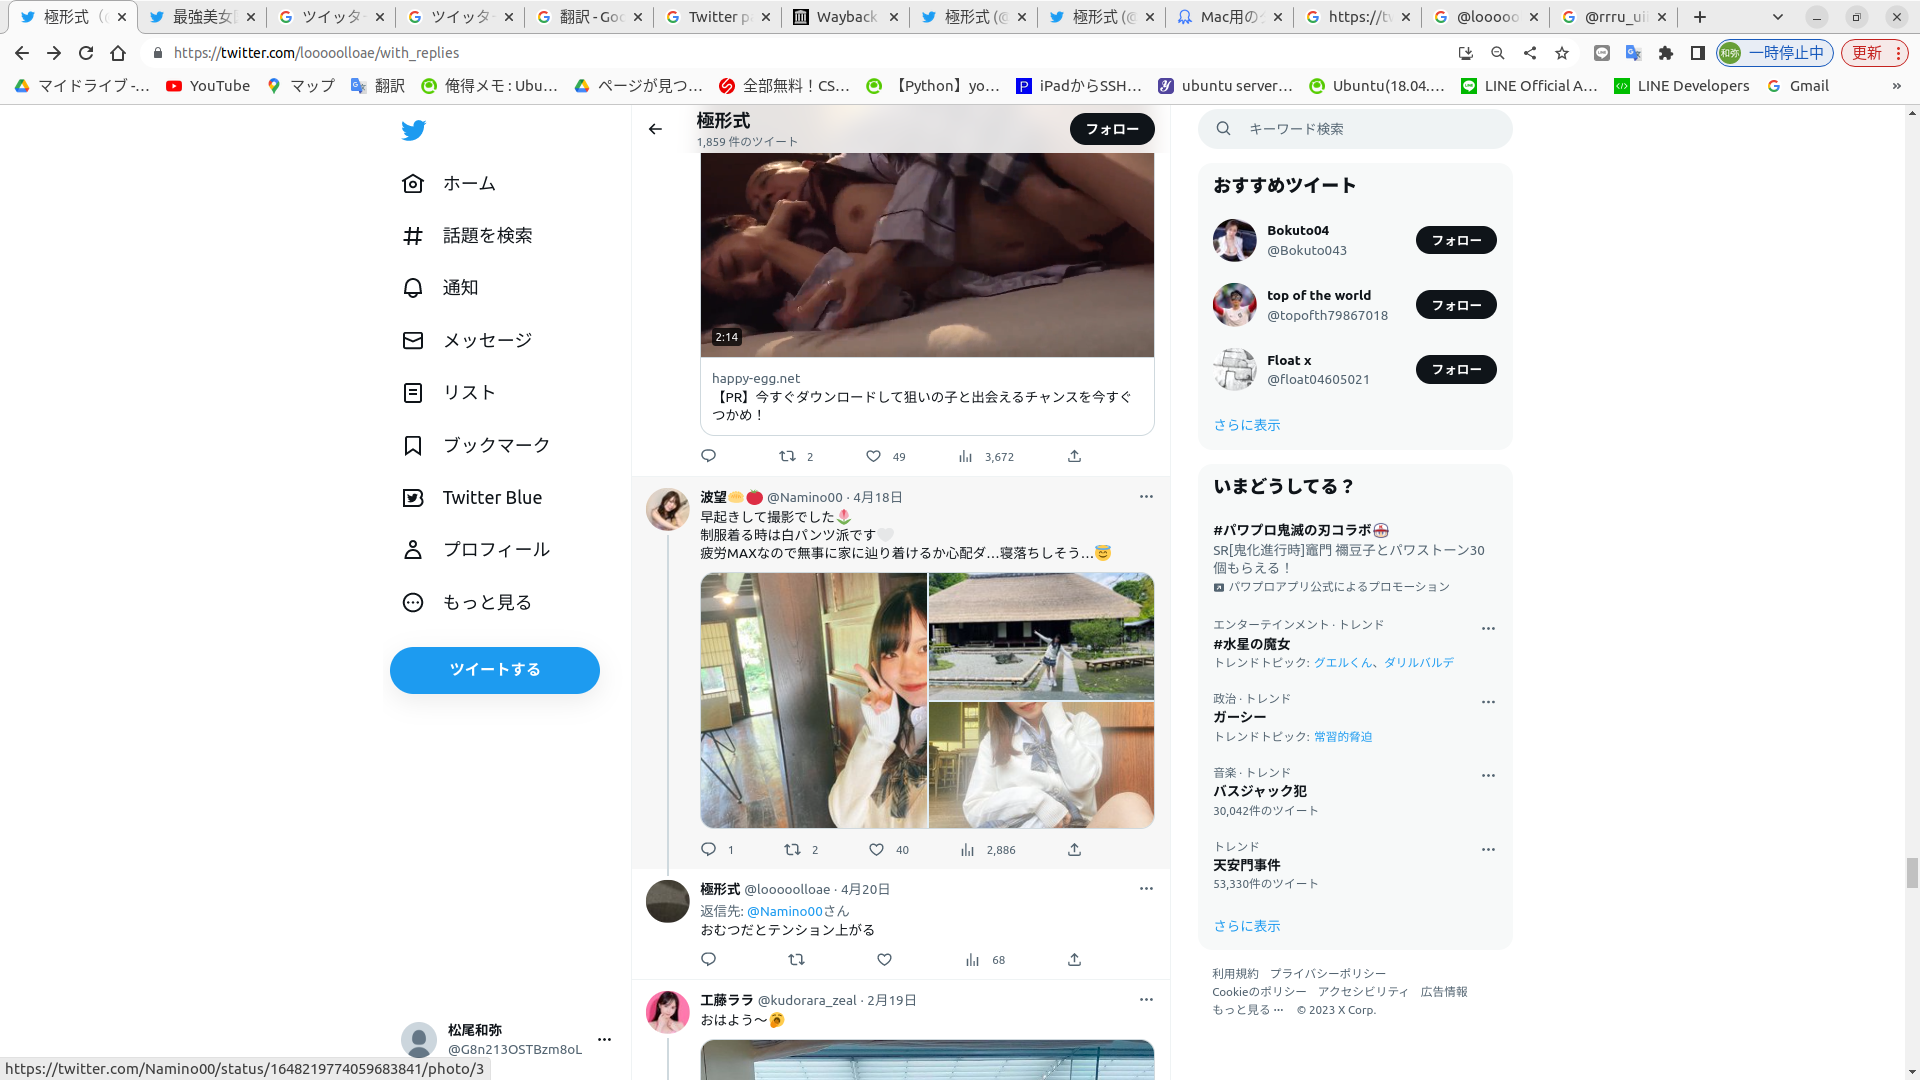 極形式 (
最強美女
ツイッター
ツイッター
翻訳 - Goo
Twitter p
Wayback
極形式 (@
極形式 (@
Mac用の
https://tw
@looooo
@rrru_uii
https://twitter.com/looooolloae/with_replies
一時停止中
更新
マイドライブ -...
YouTube
マップ
翻訳
俺得メモ : Ubu...
ページが見つ...
全部無料！CS...
【Python】yo...
iPadからSSH...
ubuntu server...
Ubuntu(18.04....
LINE Official A...
LINE Developers
Gmail
»
ホーム
話題を検索
通知
メッセージ
リスト
ブックマーク
Twitter Blue
プロフィール
もっと見る
ツイートする
松尾和弥
@G8n213OSTBzm8oL
https://twitter.com/Namino00/status/1648219774059683841/photo/3
極形式
1,859 件のツイート
フォロー
2:14
happy-egg.net
【PR】今すぐダウンロードして狙いの子と出会えるチャンスを今すぐ
つかめ！
2 49 3,672
波望 @Namino00 · 4月18日
早起きして撮影でした🌷
制服着る時は白パンツ派です🤍
疲労MAXなので無事に家に辿り着けるか心配ダ…寝落ちしそう…😇
1 2 40 2,886
極形式 @looooolloae · 4月20日
返信先: @Namino00さん
おむつだとテンション上がる
68
工藤ララ @kudorara_zeal · 2月19日
おはよう〜
キーワード検索
おすすめツイート
Bokuto04
@Bokuto043
フォロー
top of the world
@topofth79867018
フォロー
Float x
@float04605021
フォロー
さらに表示
いまどうしてる？
#パワプロ鬼滅の刃コラボ
SR[鬼化進行時]竈門 禰豆子とパワストーン30
個もらえる！
パワプロアプリ公式によるプロモーション
エンターテインメント · トレンド
#水星の魔女
トレンドトピック: グエルくん、ダリルバルデ
政治 · トレンド
ガーシー
トレンドトピック: 常習的脅迫
音楽 · トレンド
バスジャック犯
30,042件のツイート
トレンド
天安門事件
53,330件のツイート
さらに表示
利用規約 プライバシーポリシー
Cookieのポリシー アクセシビリティ 広告情報
もっと見る ··· © 2023 X Corp.